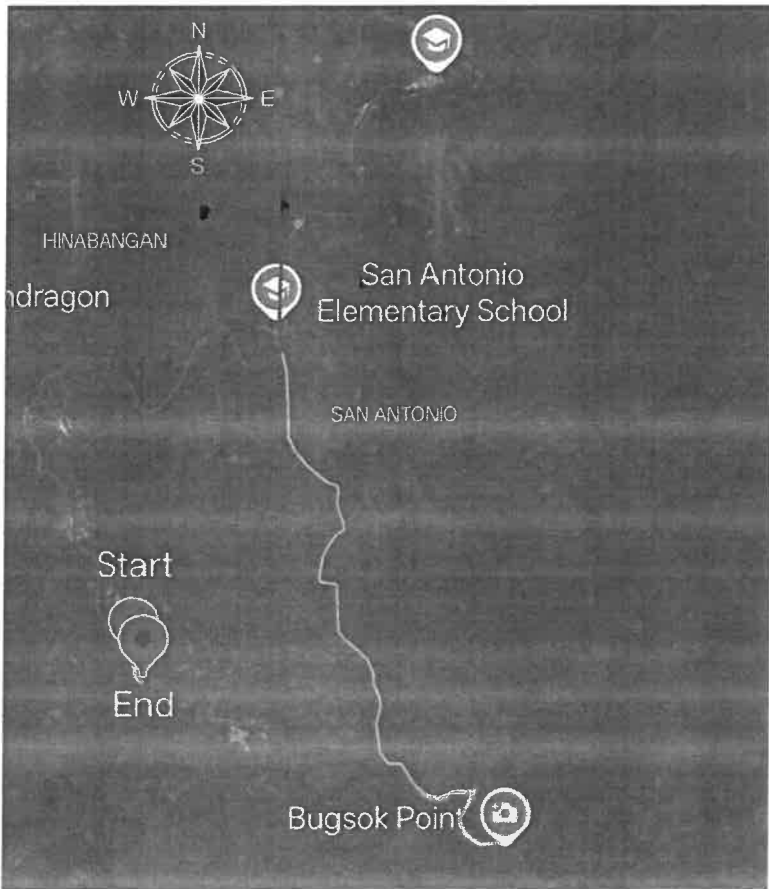 N
W E
S
HINABANGAN
ndragon
San Antonio
Elementary School
SAN ANTONIO
Start
End
Bugsok Point